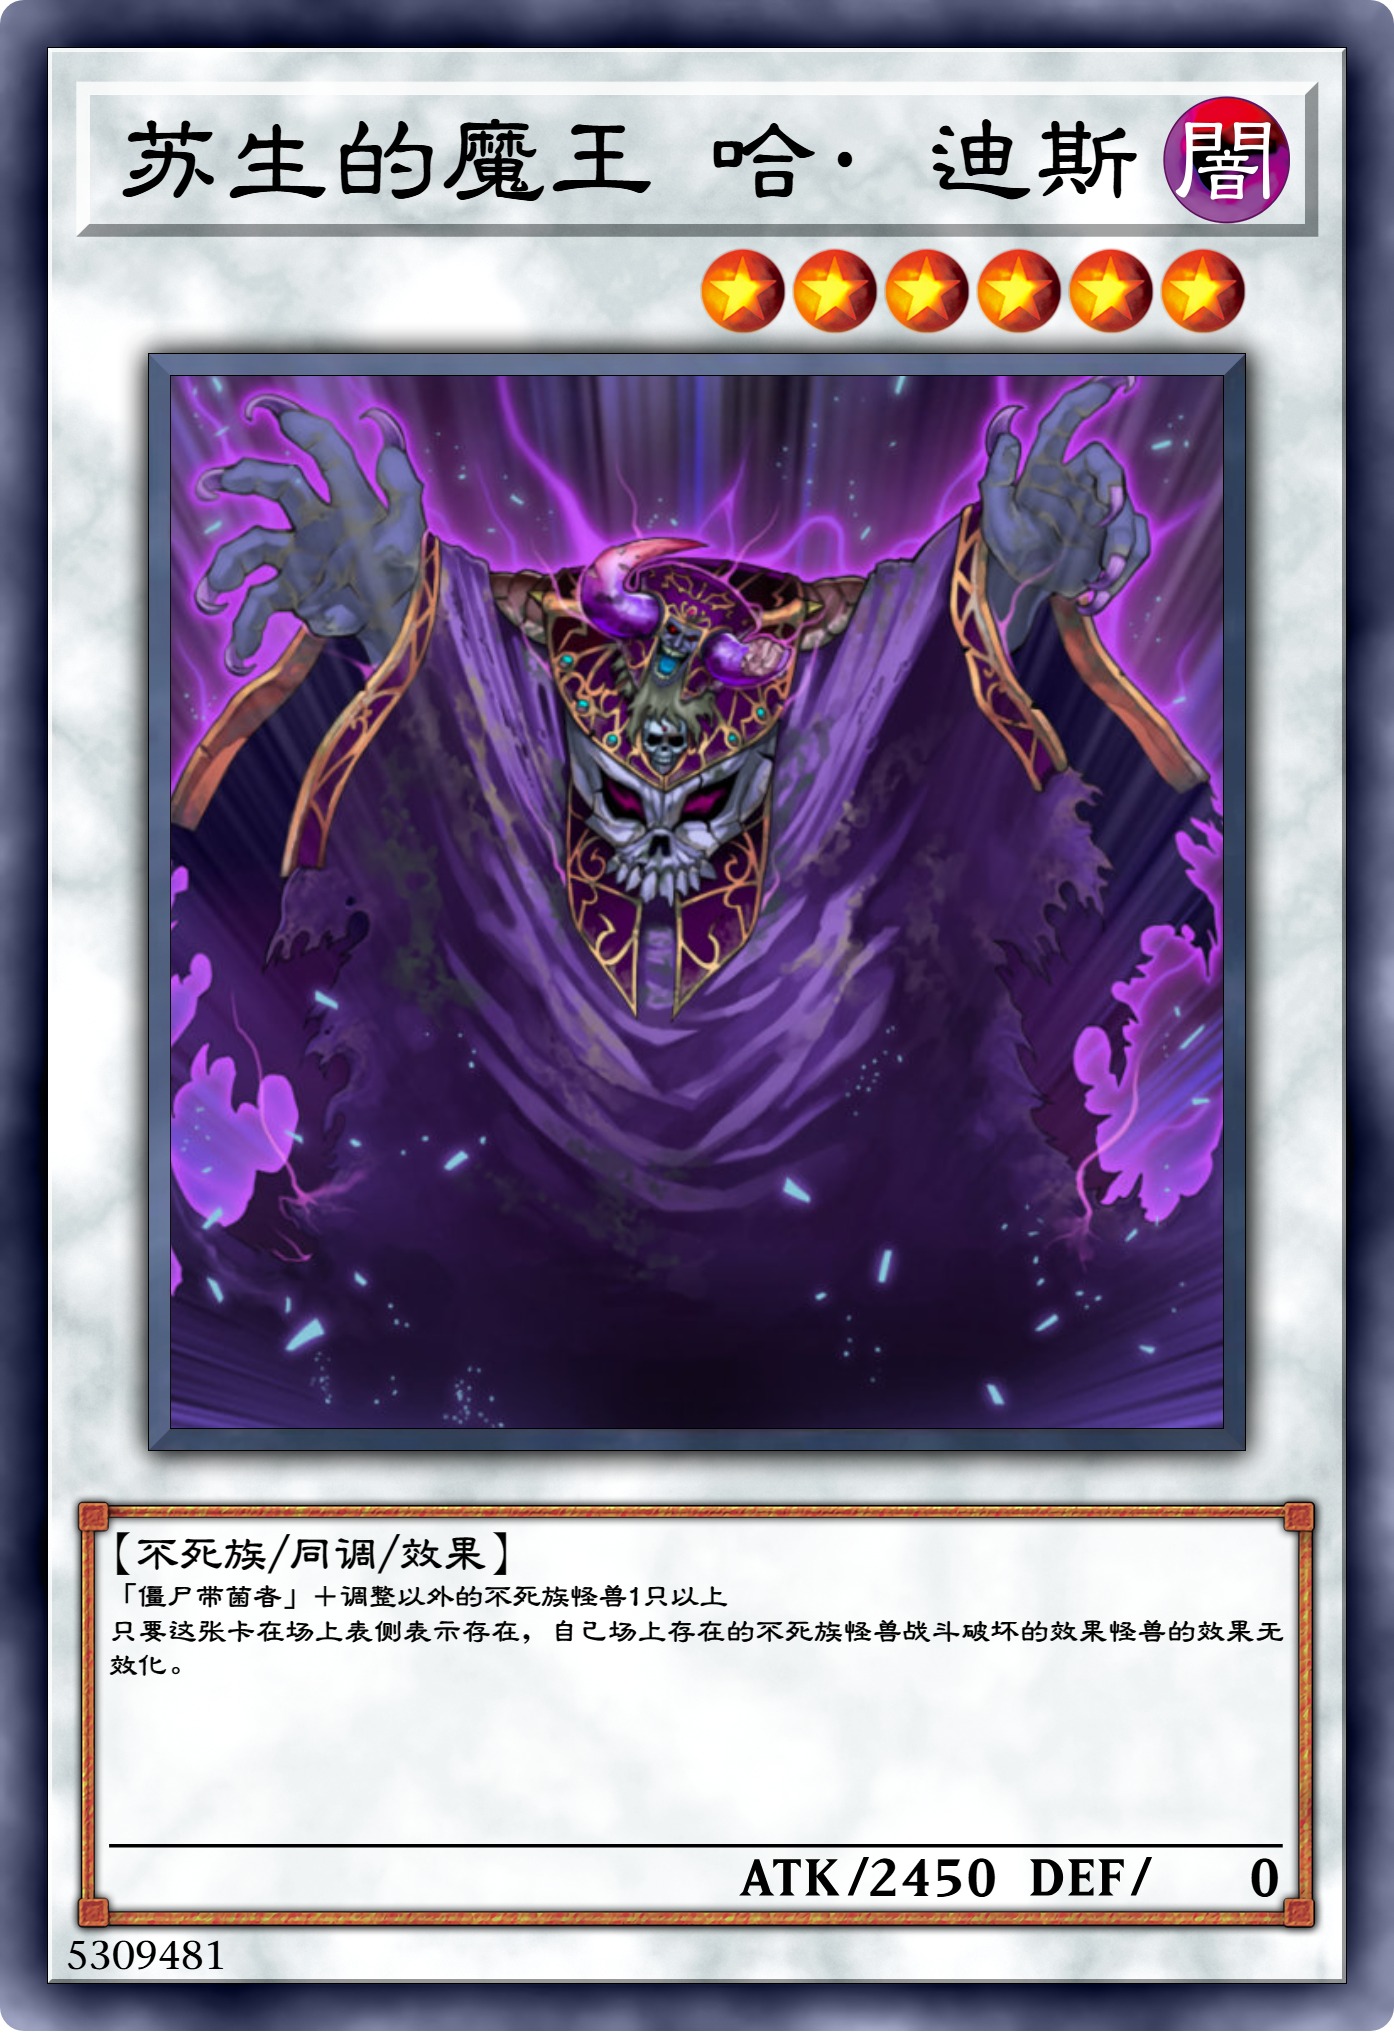 苏生的魔王 哈·迪斯 闇
【不死族/同调/效果】
「僵尸带菌者」＋调整以外的不死族怪兽1只以上
只要这张卡在场上表侧表示存在，自己场上存在的不死族怪兽战斗破坏的效果怪兽的效果无
效化。
ATK/2450 DEF/ 0
5309481